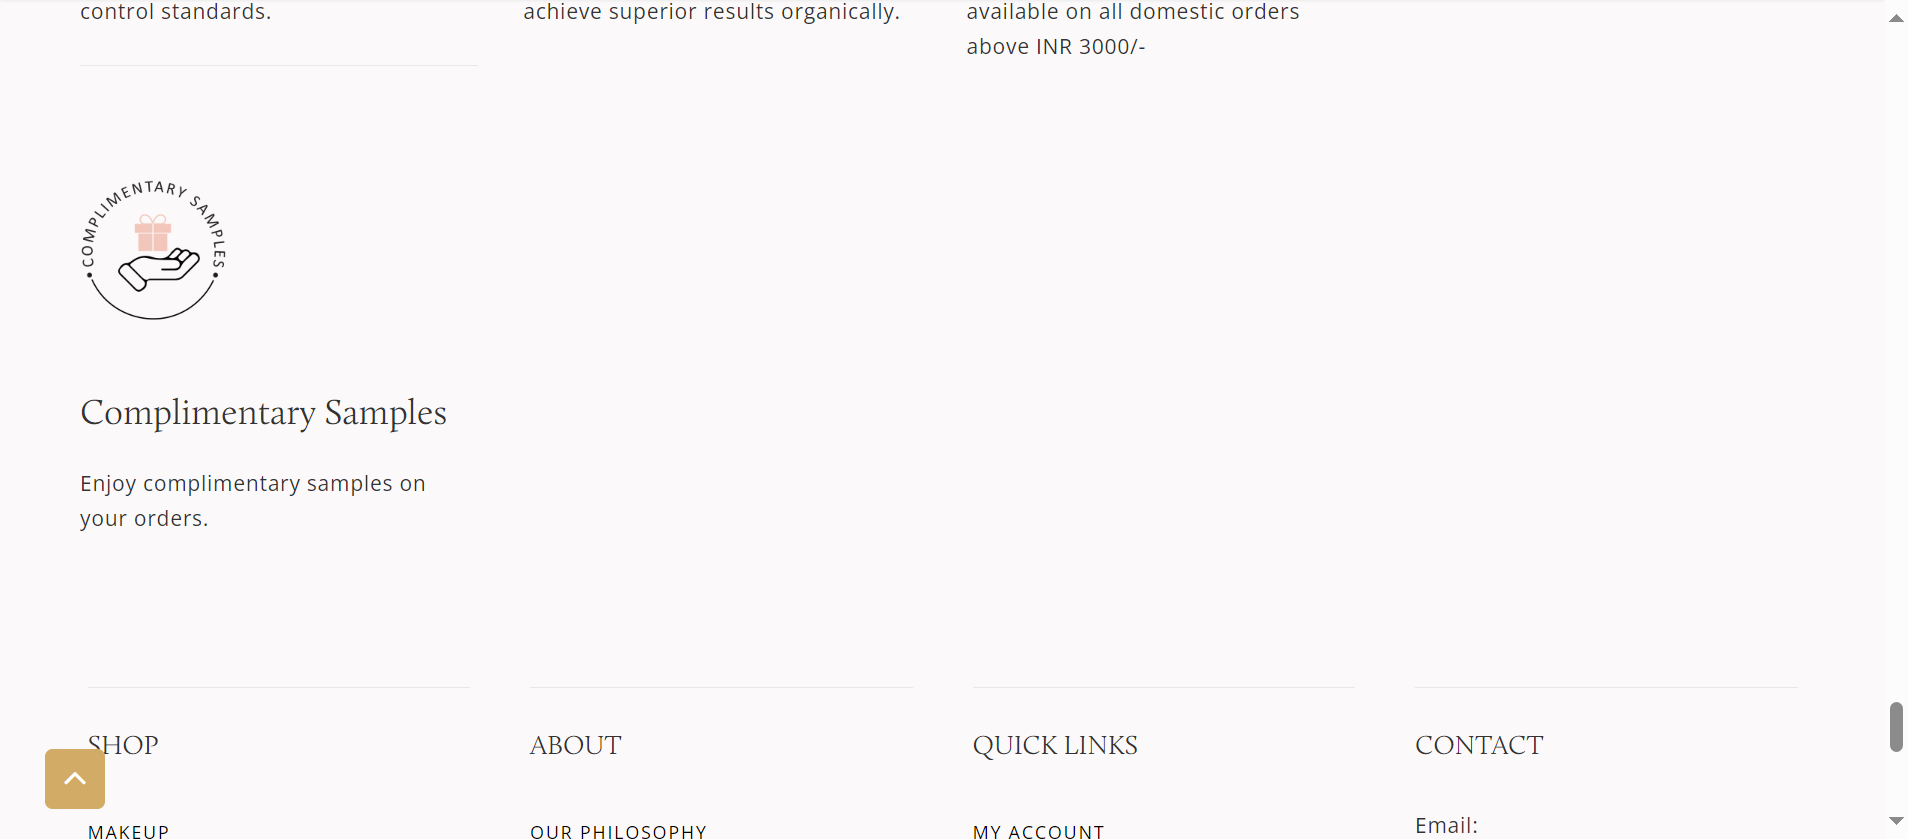 control standards.
achieve superior results organically.
available on all domestic orders
above INR 3000/-
COMPLIMENTARY SAMPLES
Complimentary Samples
Enjoy complimentary samples on
your orders.
SHOP
ABOUT
QUICK LINKS
CONTACT
MAKEUP
OUR PHILOSOPHY
MY ACCOUNT
Email: